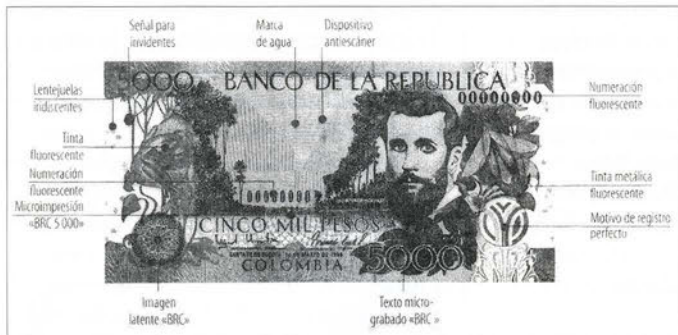 Señal para
invidentes
Marca
de agua
Dispositivo
antiescáner
Lentejuelas
iridiscentes
5000 BANCO DE LA REPUBLICA
00000000
Numeración
fluorescente
Tinta
fluorescente
Numeración
fluorescente
Microimpresión
«BRC 5 000»
00000000
Tinta metálica
fluorescente
Motivo de registro
perfecto
CINCO MIL PESOS
COLOMBIA
5000
Imagen
latente «BRC»
Texto micro-
grabado «BRC »